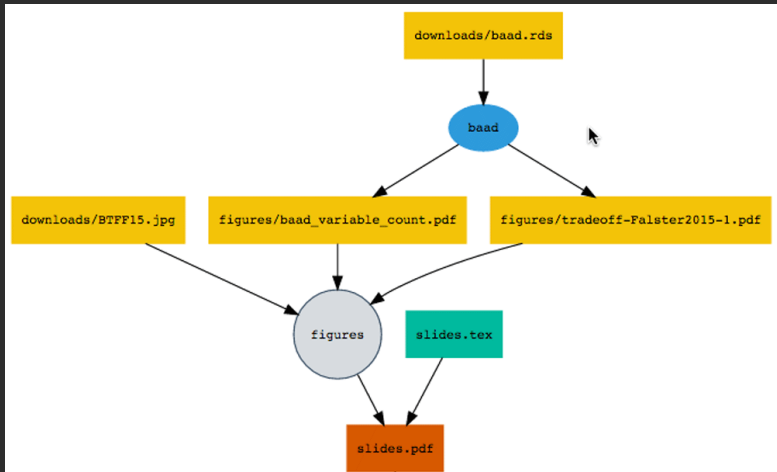 downloads/baad.rds
baad
downloads/BTFF15.jpg
figures/baad_variable_count.pdf
figures/tradeoff-Falster2015-1.pdf
figures
slides.tex
slides.pdf